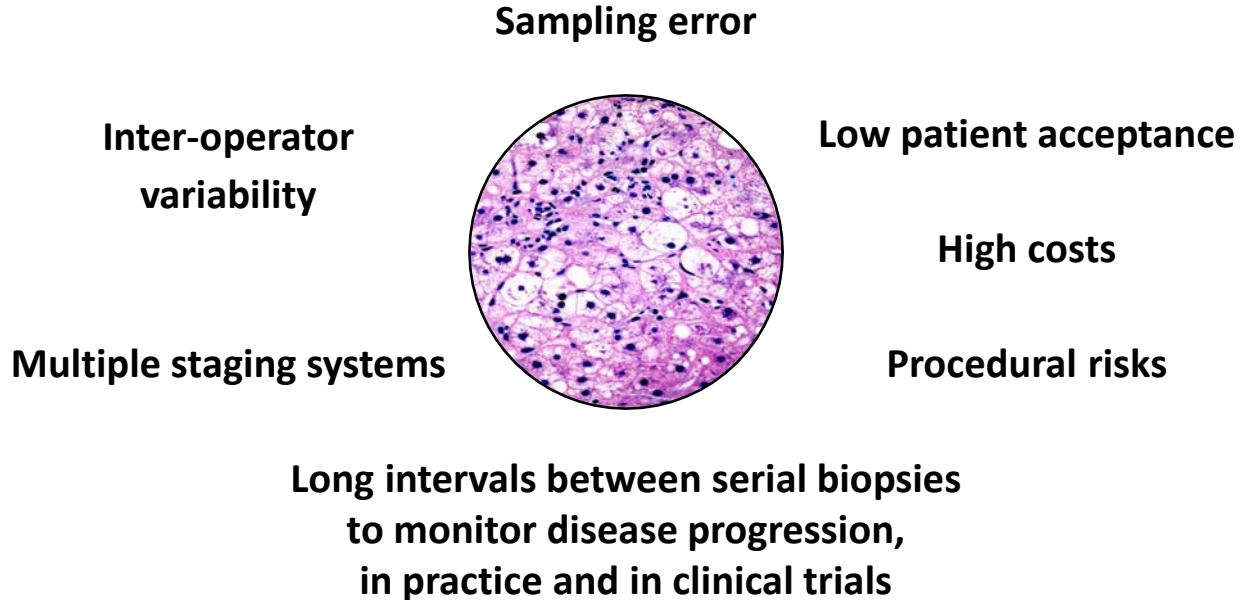 Sampling error
Inter-operator
variability
Low patient acceptance
High costs
Multiple staging systems
Procedural risks
Long intervals between serial biopsies
to monitor disease progression,
in practice and in clinical trials